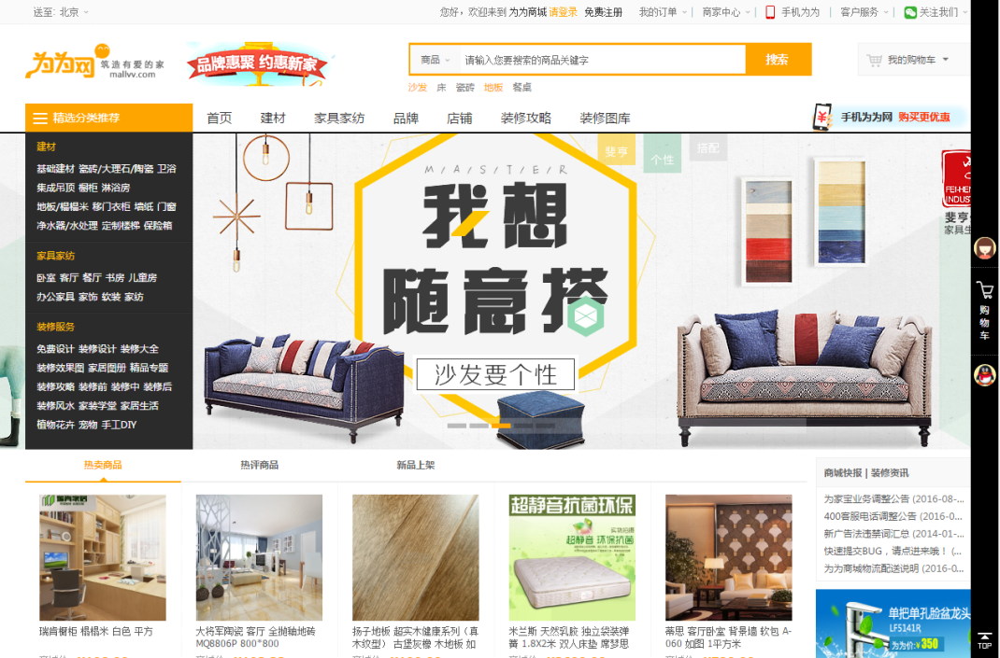 送至: 北京
您好，欢迎来到 为为商城 请登录 免费注册
我的订单
商家中心
手机为为
客户服务
关注我们
为为网
筑造有爱的家
mallvv.com
品牌惠聚 约惠新家
商品
请输入您要搜索的商品关键字
搜索
我的购物车
沙发 床 瓷砖 地板 餐桌
精选分类推荐
首页 建材 家具家纺 品牌 店铺 装修攻略 装修图库
手机为为网 购买更优惠
建材
基础建材 瓷砖/大理石/陶瓷 卫浴
集成吊顶 橱柜 淋浴房
地板/榻榻米 移门衣柜 墙纸 门窗
净水器/水处理 定制楼梯 保险箱
家具家纺
卧室 客厅 餐厅 书房 儿童房
办公家具 家饰 软装 家纺
装修服务
免费设计 装修设计 装修大全
装修效果图 家居图册 精品专题
装修攻略 装修前 装修中 装修后
装修风水 家装学堂 家居生活
植物花卉 宠物 手工DIY
斐亨
个性
搭配
M/A/S/T/E/R
我想
随意搭
沙发要个性
FEI-HEN
INDUS
斐亨
家具生
购物车
热卖商品
热评商品
新品上架
商城快报 | 装修资讯
为家宝业务调整公告 (2016-08-...
400客服电话调整公告 (2016-0...
新广告法违禁词汇总 (2014-01-...
快速提交BUG，请点进来哦！ (...
为为商城物流配送说明 (2016-0...
超静音抗菌环保
超静音 环保抗菌
瑞肯橱柜 榻榻米 白色 平方
大将军陶瓷 客厅 全抛釉地砖
MQ8806P 800*800
扬子地板 超实木健康系列（真
木纹型） 古堡灰橡 木地板 如
米兰斯 天然乳胶 独立袋装弹
簧 1.8X2米 双人床垫 席梦思
蒂思 客厅卧室 背景墙 软包 A-
060 如图 1平方米
单把单孔脸盆龙头
LF5141R
为为价:¥350
TOP